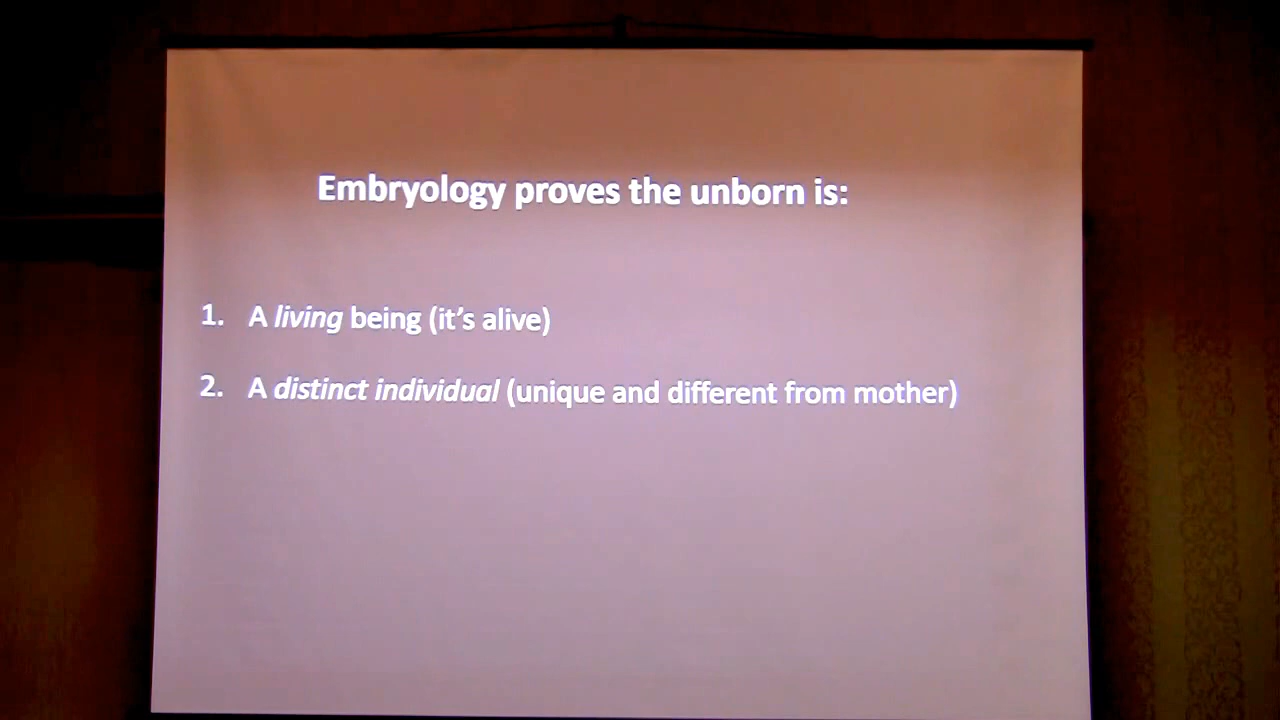 Embryology proves the unborn is:
1. A living being (it's alive)
2. A distinct individual (unique and different from mother)